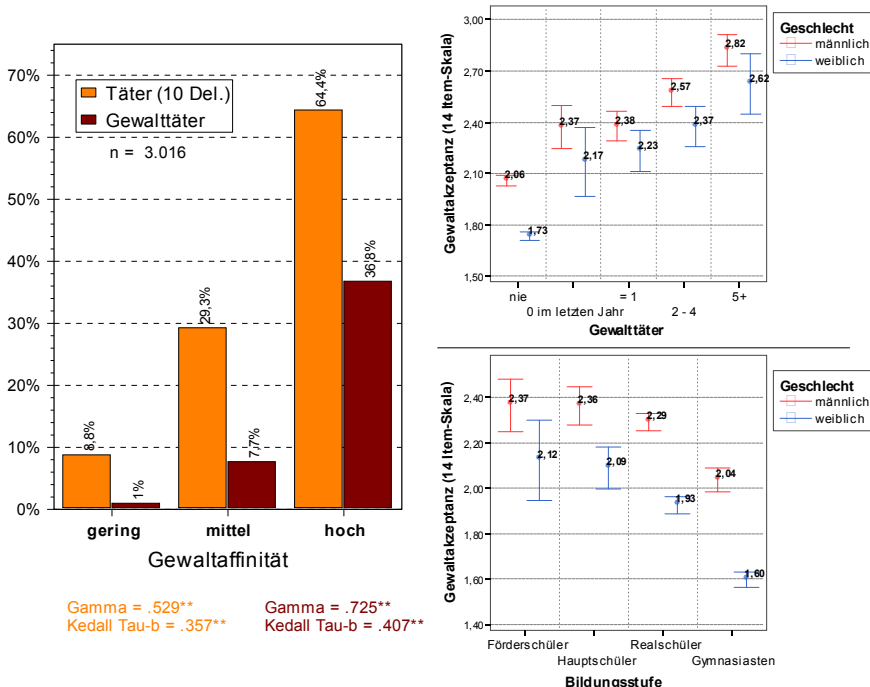 70%
60%
50%
40%
30%
20%
10%
0%
Täter (10 Del.)
Gewalttäter
n = 3.016
8,8%
1%
29,3%
7,7%
64,4%
36,8%
gering mittel hoch
Gewaltaffinität
Gamma = .529**
Kedall Tau-b = .357**
Gamma = .725**
Kedall Tau-b = .407**
Gewaltakzeptanz (14 Item-Skala)
3,00
2,70
2,40
2,10
1,80
1,50
2,06
1,73
2,37
2,17
2,38
2,23
2,57
2,37
2,82
2,62
nie = 1 5+
0 im letzten Jahr 2 - 4
Gewalttäter
Geschlecht
männlich
weiblich
Gewaltakzeptanz (14 Item-Skala)
2,40
2,20
2,00
1,80
1,60
1,40
2,37
2,12
2,36
2,09
2,29
1,93
2,04
1,60
Förderschüler Realschüler
Hauptschüler Gymnasiasten
Bildungsstufe
Geschlecht
männlich
weiblich